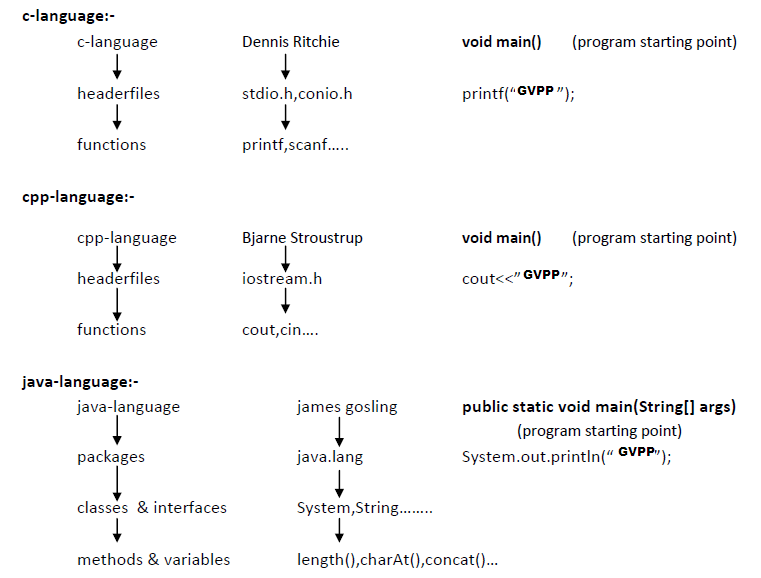 c-language:-
c-language Dennis Ritchie void main() (program starting point)
headerfiles stdio.h,conio.h printf(“GVPP”);
functions printf,scanf…..
cpp-language:-
cpp-language Bjarne Stroustrup void main() (program starting point)
headerfiles iostream.h cout<<”GVPP”;
functions cout,cin….
java-language:-
java-language james gosling public static void main(String[] args)
(program starting point)
packages java.lang System.out.println(“ GVPP”);
classes & interfaces System,String……..
methods & variables length(),charAt(),concat()…